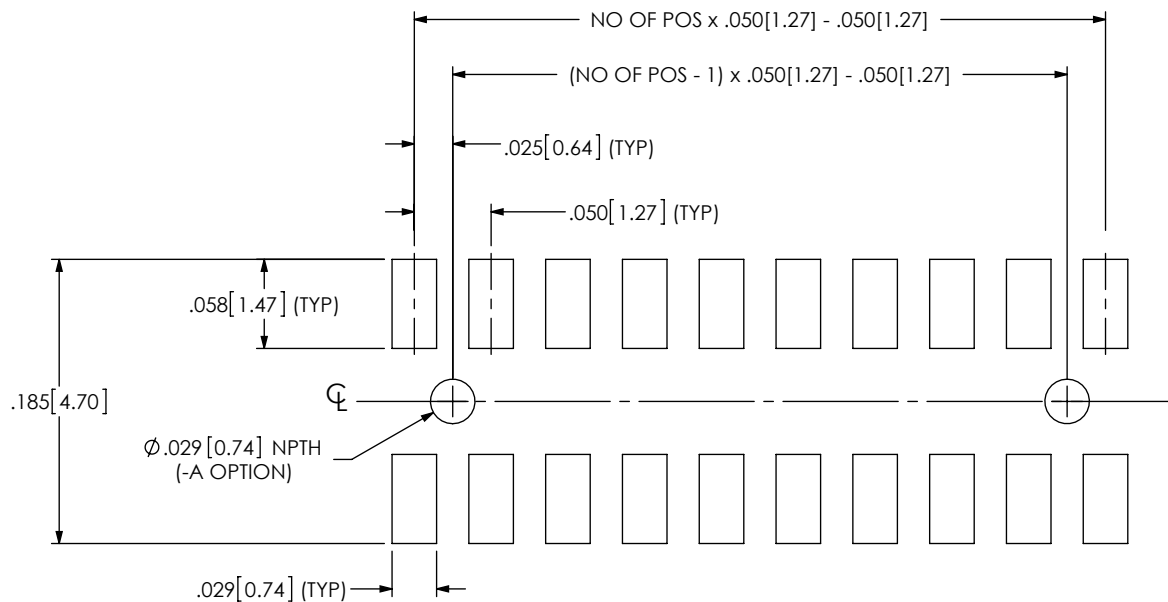 NO OF POS x .050[1.27] - .050[1.27]
(NO OF POS - 1) x .050[1.27] - .050[1.27]
.025[0.64] (TYP)
.050[1.27] (TYP)
.058[1.47] (TYP)
.185[4.70]
℄
Ø.029 [0.74] NPTH
(-A OPTION)
.029[0.74] (TYP)